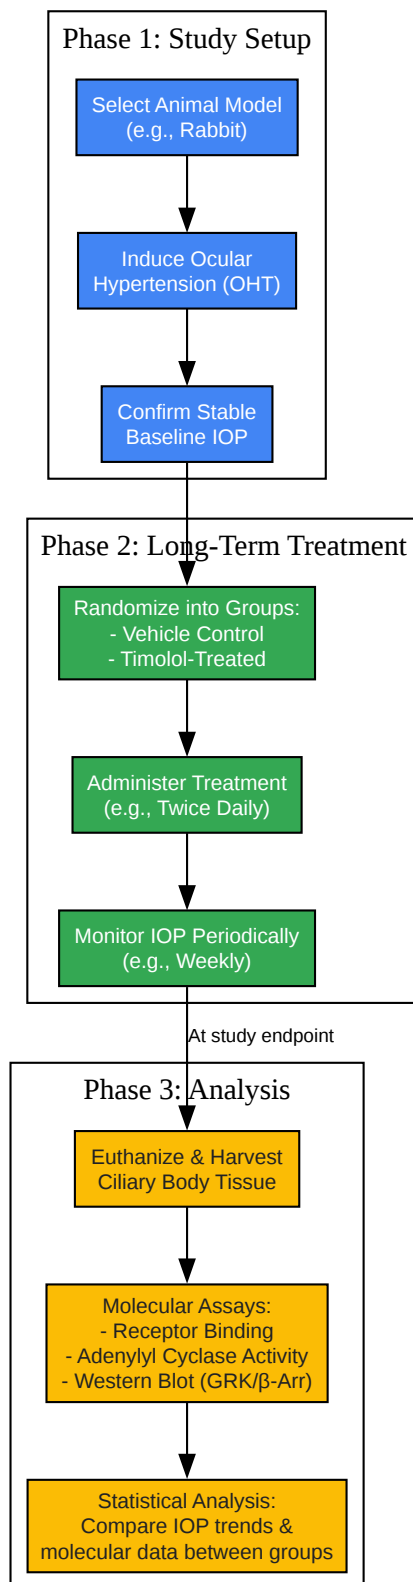 Phase 1: Study Setup
Select Animal Model
(e.g., Rabbit)
Induce Ocular
Hypertension (OHT)
Confirm Stable
Baseline IOP
Phase 2: Long-Term Treatment
Randomize into Groups:
- Vehicle Control
- Timolol-Treated
Administer Treatment
(e.g., Twice Daily)
Monitor IOP Periodically
(e.g., Weekly)
At study endpoint
Phase 3: Analysis
Euthanize & Harvest
Ciliary Body Tissue
Molecular Assays:
- Receptor Binding
- Adenylyl Cyclase Activity
- Western Blot (GRK/β-Arr)
Statistical Analysis:
Compare IOP trends &
molecular data between groups